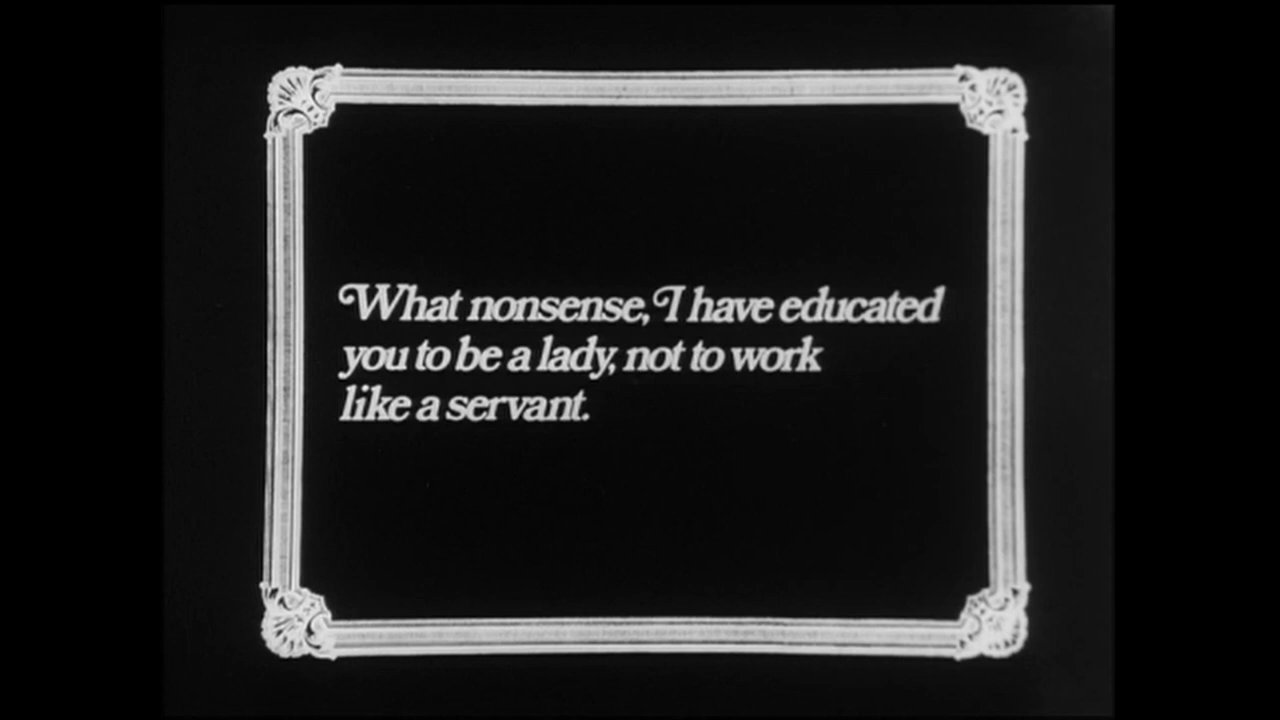 What nonsense, I have educated
you to be a lady, not to work
like a servant.